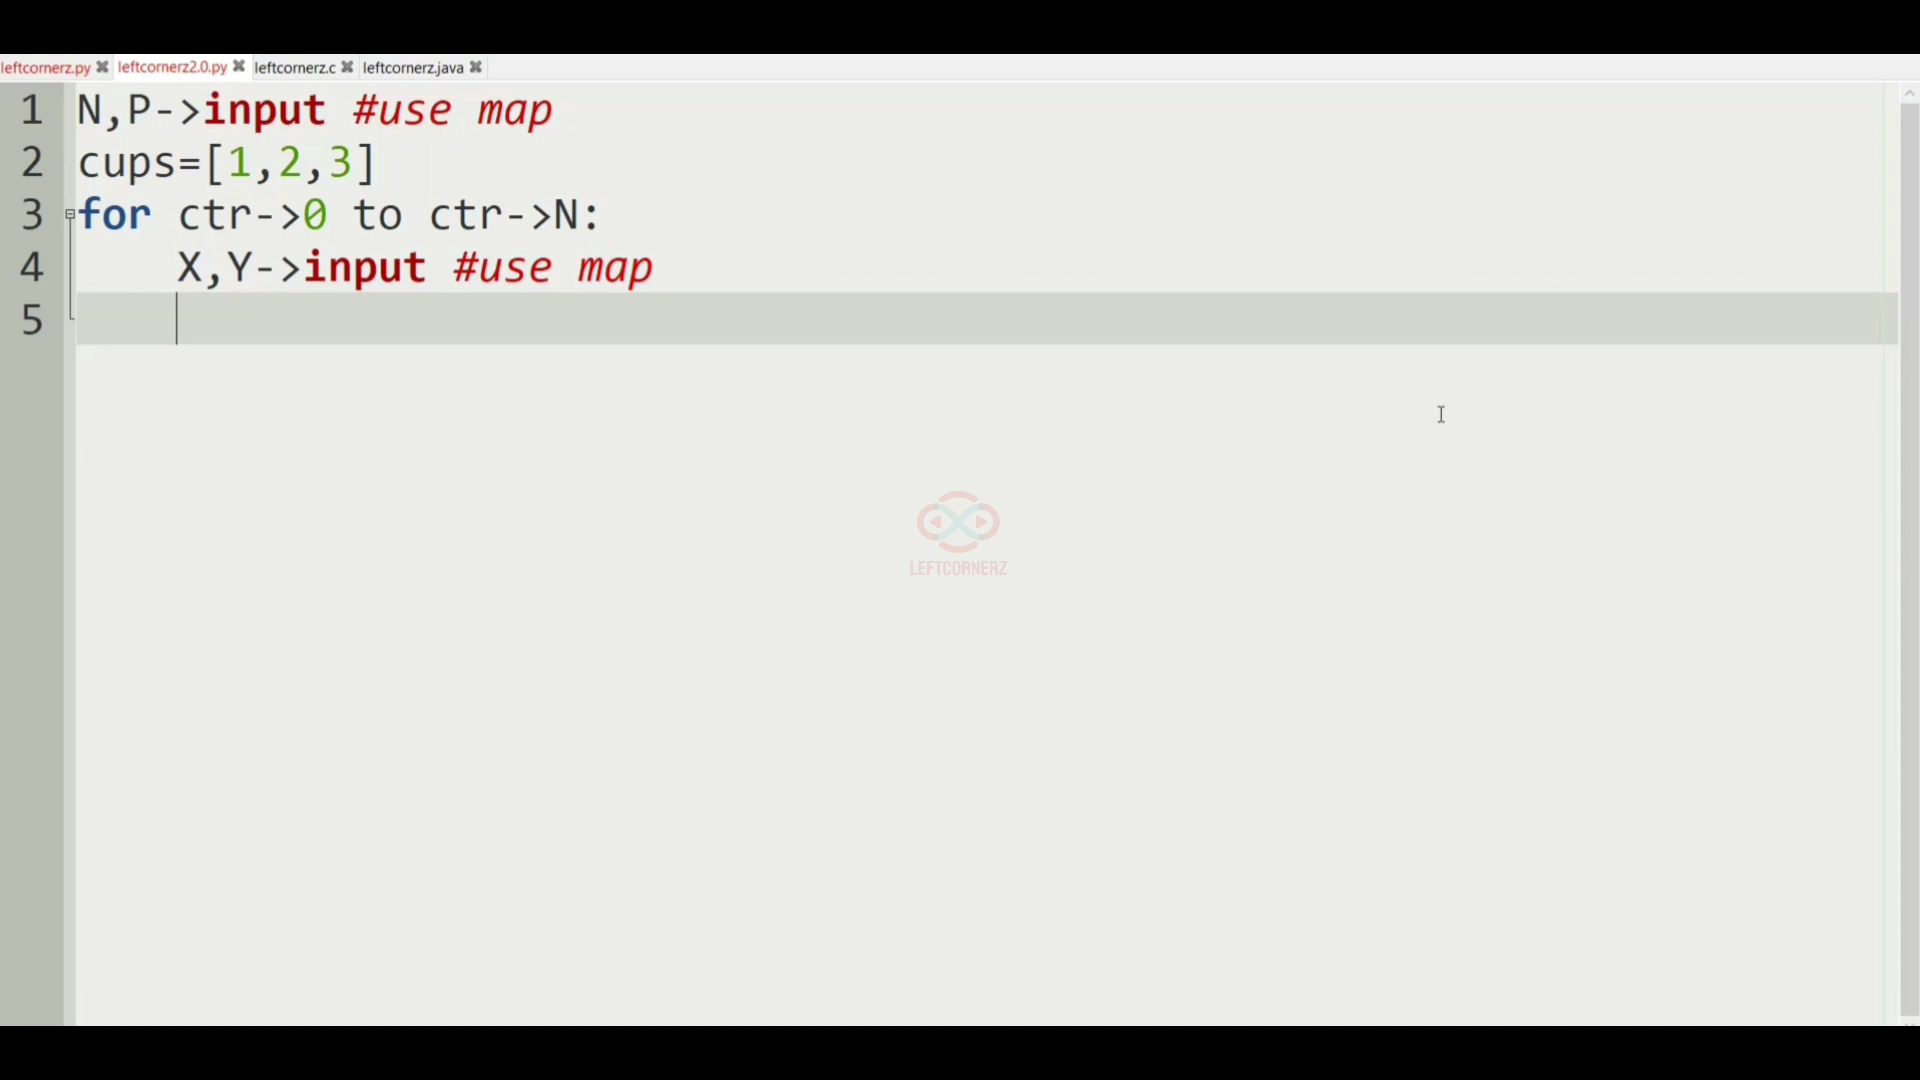 leftcornerz.py leftcornerz2.0.py leftcornerz.c leftcornerz.java
1 N,P->input #use map
2 cups=[1,2,3]
3 for ctr->0 to ctr->N:
4 X,Y->input #use map
5
LEFTCORNERZ